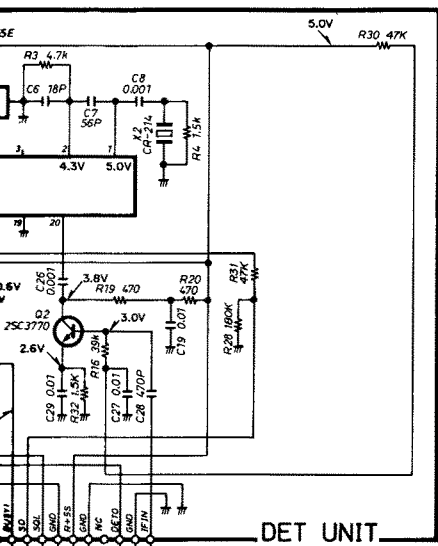 5.0V
R30 47K
R3 4.7k
C6 18P
C7
56P
C8
0.001
X2
CR-214
R4 1.5k
3
2
1
4.3V
5.0V
19
20
C26
0.001
3.8V
R19 470
R20
470
R31
47K
Q2
2SC3770
3.0V
2.6V
R16 39k
C19 0.01
R28 180K
C29 0.01
R32 1.5K
C27 0.01
C28 470P
BUSY1
SD
SQL
GND
R+5S
GND
NC
DETO
GND
IFIN
DET UNIT